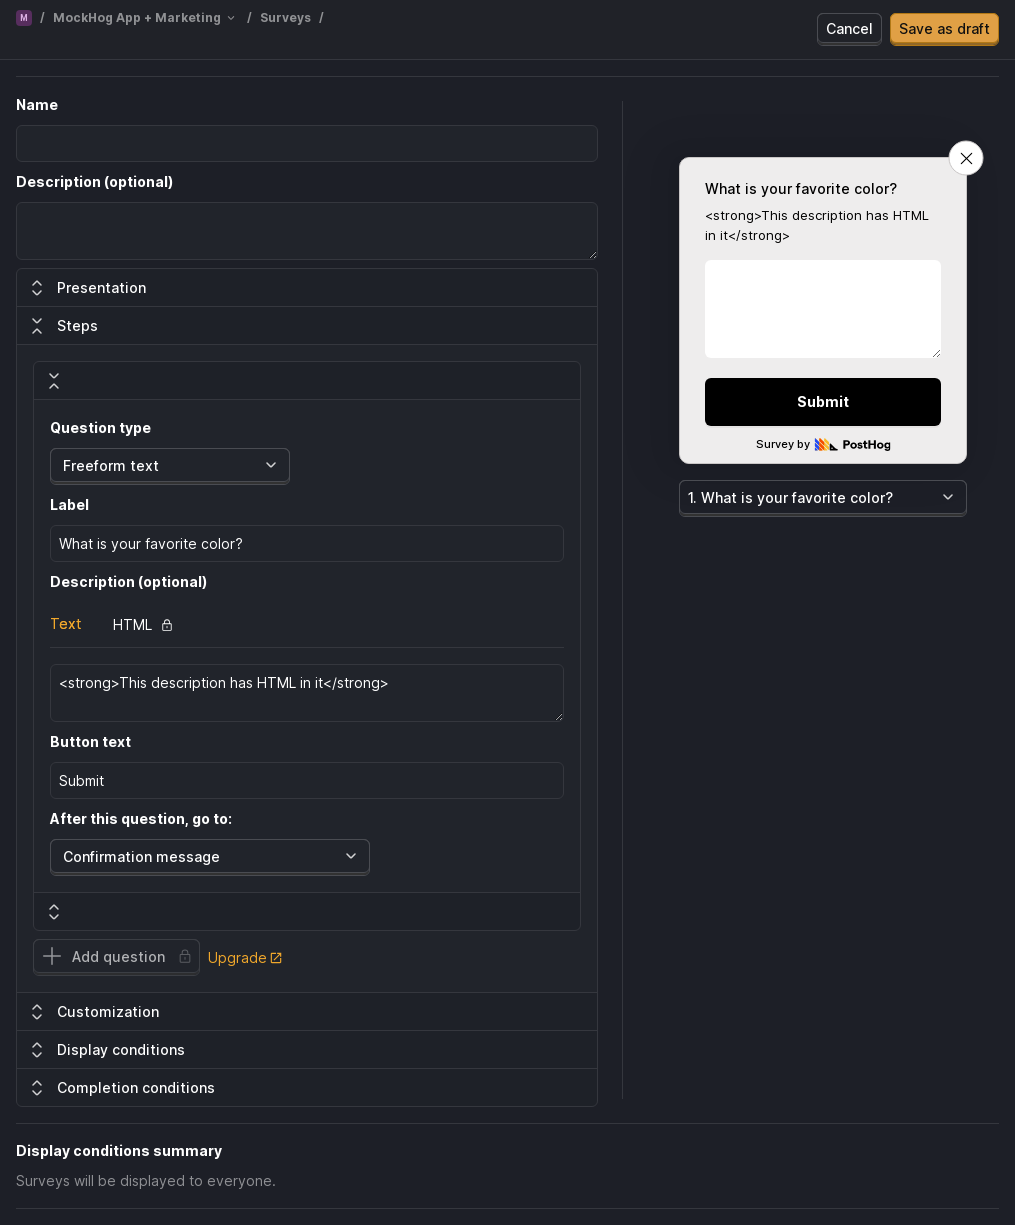 M / MockHog App + Marketing / Surveys /
Cancel
Save as draft
Name
Description (optional)
Presentation
Steps
Question type
Freeform text
Label
What is your favorite color?
Description (optional)
Text
HTML
<strong>This description has HTML in it</strong>
Button text
Submit
After this question, go to:
Confirmation message
Add question
Upgrade
Customization
Display conditions
Completion conditions
What is your favorite color?
<strong>This description has HTML
in it</strong>
Submit
Survey by PostHog
1. What is your favorite color?
Display conditions summary
Surveys will be displayed to everyone.